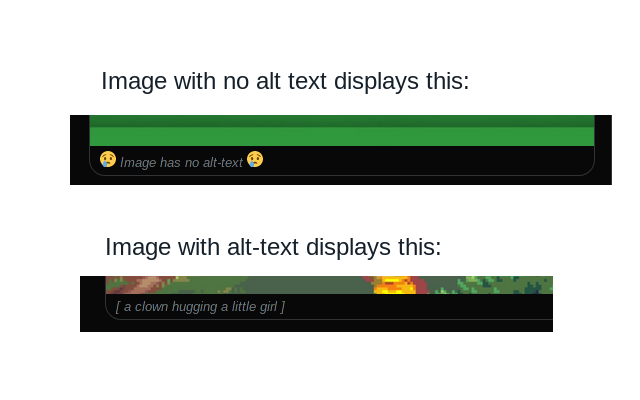 Image with no alt text displays this:
😢 Image has no alt-text 😢
Image with alt-text displays this:
[ a clown hugging a little girl ]